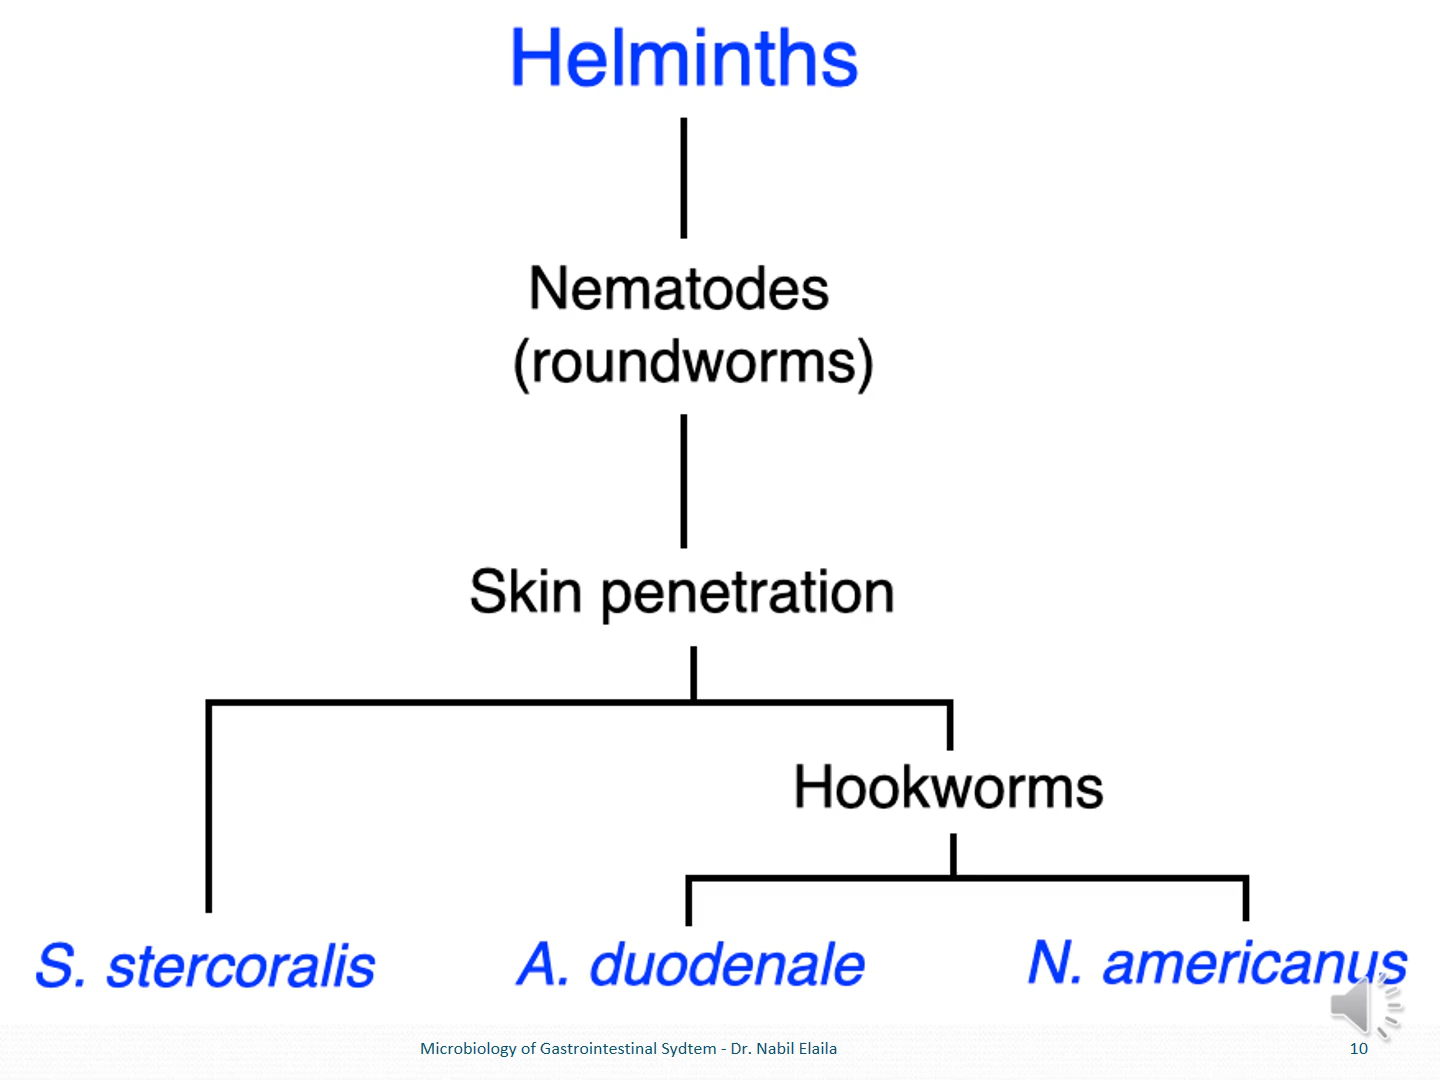 Helminths
Nematodes
(roundworms)
Skin penetration
Hookworms
S. stercoralis A. duodenale N. americanus
Microbiology of Gastrointestinal Sydtem - Dr. Nabil Elaila 10